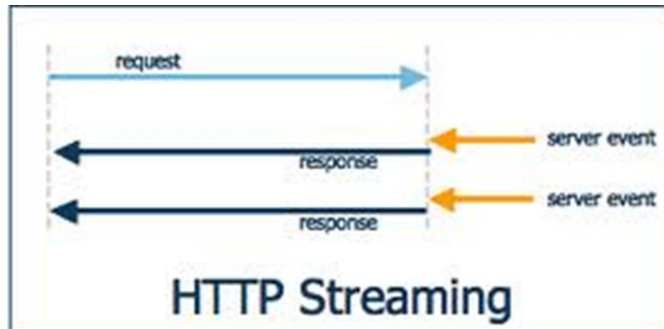 request
server event
response
server event
response
HTTP Streaming